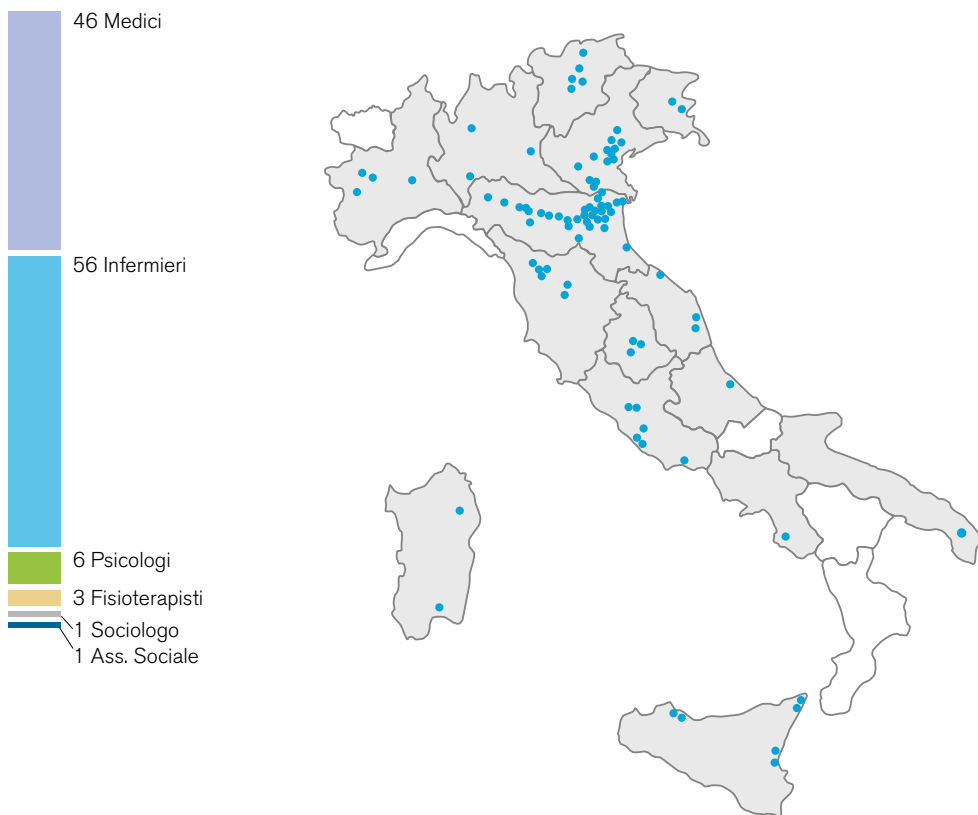 46 Medici
56 Infermieri
6 Psicologi
3 Fisioterapisti
1 Sociologo
1 Ass. Sociale